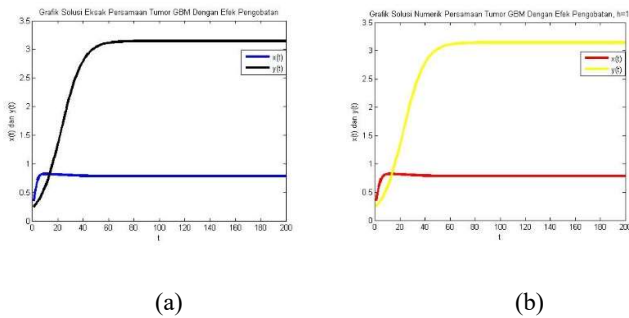 Grafik Solusi Eksak Persamaan Tumor GBM Dengan Efek Pengobatan
3.5
3
2.5
2
1.5
1
0.5
0
x(t) dan y(t)
x(t)
y(t)
0 20 40 60 80 100 120 140 160 180 200
t
(a)
Grafik Solusi Numerik Persamaan Tumor GBM Dengan Efek Pengobatan, h=1
3.5
3
2.5
2
1.5
1
0.5
0
x(t) dan y(t)
x(t)
y(t)
0 20 40 60 80 100 120 140 160 180 200
t
(b)